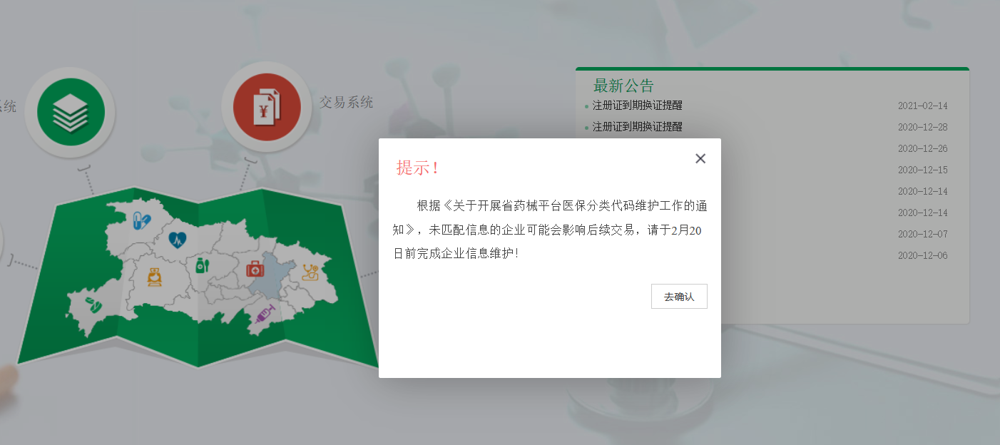 系统
交易系统
最新公告
注册证到期换证提醒 2021-02-14
注册证到期换证提醒 2020-12-28
2020-12-26
2020-12-15
2020-12-14
2020-12-14
2020-12-07
2020-12-06
提示!
根据《关于开展省药械平台医保分类代码维护工作的通
知》，未匹配信息的企业可能会影响后续交易，请于2月20
日前完成企业信息维护!
去确认